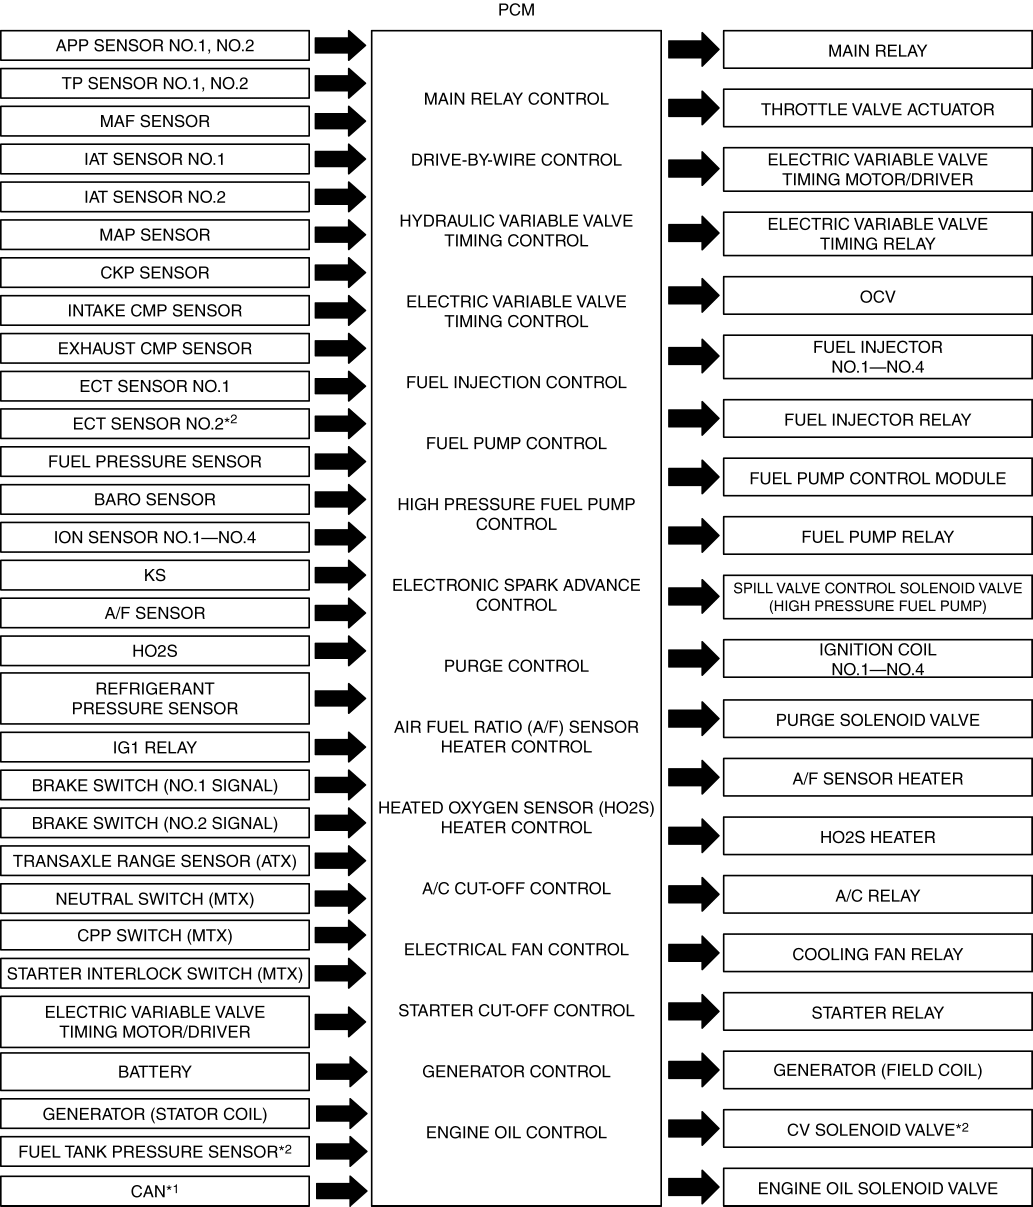 PCM
APP SENSOR NO.1, NO.2
TP SENSOR NO.1, NO.2
MAF SENSOR
IAT SENSOR NO.1
IAT SENSOR NO.2
MAP SENSOR
CKP SENSOR
INTAKE CMP SENSOR
EXHAUST CMP SENSOR
ECT SENSOR NO.1
ECT SENSOR NO.2*2
FUEL PRESSURE SENSOR
BARO SENSOR
ION SENSOR NO.1—NO.4
KS
A/F SENSOR
HO2S
REFRIGERANT
PRESSURE SENSOR
IG1 RELAY
BRAKE SWITCH (NO.1 SIGNAL)
BRAKE SWITCH (NO.2 SIGNAL)
TRANSAXLE RANGE SENSOR (ATX)
NEUTRAL SWITCH (MTX)
CPP SWITCH (MTX)
STARTER INTERLOCK SWITCH (MTX)
ELECTRIC VARIABLE VALVE
TIMING MOTOR/DRIVER
BATTERY
GENERATOR (STATOR COIL)
FUEL TANK PRESSURE SENSOR*2
CAN*1
MAIN RELAY CONTROL
DRIVE-BY-WIRE CONTROL
HYDRAULIC VARIABLE VALVE
TIMING CONTROL
ELECTRIC VARIABLE VALVE
TIMING CONTROL
FUEL INJECTION CONTROL
FUEL PUMP CONTROL
HIGH PRESSURE FUEL PUMP
CONTROL
ELECTRONIC SPARK ADVANCE
CONTROL
PURGE CONTROL
AIR FUEL RATIO (A/F) SENSOR
HEATER CONTROL
HEATED OXYGEN SENSOR (HO2S)
HEATER CONTROL
A/C CUT-OFF CONTROL
ELECTRICAL FAN CONTROL
STARTER CUT-OFF CONTROL
GENERATOR CONTROL
ENGINE OIL CONTROL
MAIN RELAY
THROTTLE VALVE ACTUATOR
ELECTRIC VARIABLE VALVE
TIMING MOTOR/DRIVER
ELECTRIC VARIABLE VALVE
TIMING RELAY
OCV
FUEL INJECTOR
NO.1—NO.4
FUEL INJECTOR RELAY
FUEL PUMP CONTROL MODULE
FUEL PUMP RELAY
SPILL VALVE CONTROL SOLENOID VALVE
(HIGH PRESSURE FUEL PUMP)
IGNITION COIL
NO.1—NO.4
PURGE SOLENOID VALVE
A/F SENSOR HEATER
HO2S HEATER
A/C RELAY
COOLING FAN RELAY
STARTER RELAY
GENERATOR (FIELD COIL)
CV SOLENOID VALVE*2
ENGINE OIL SOLENOID VALVE